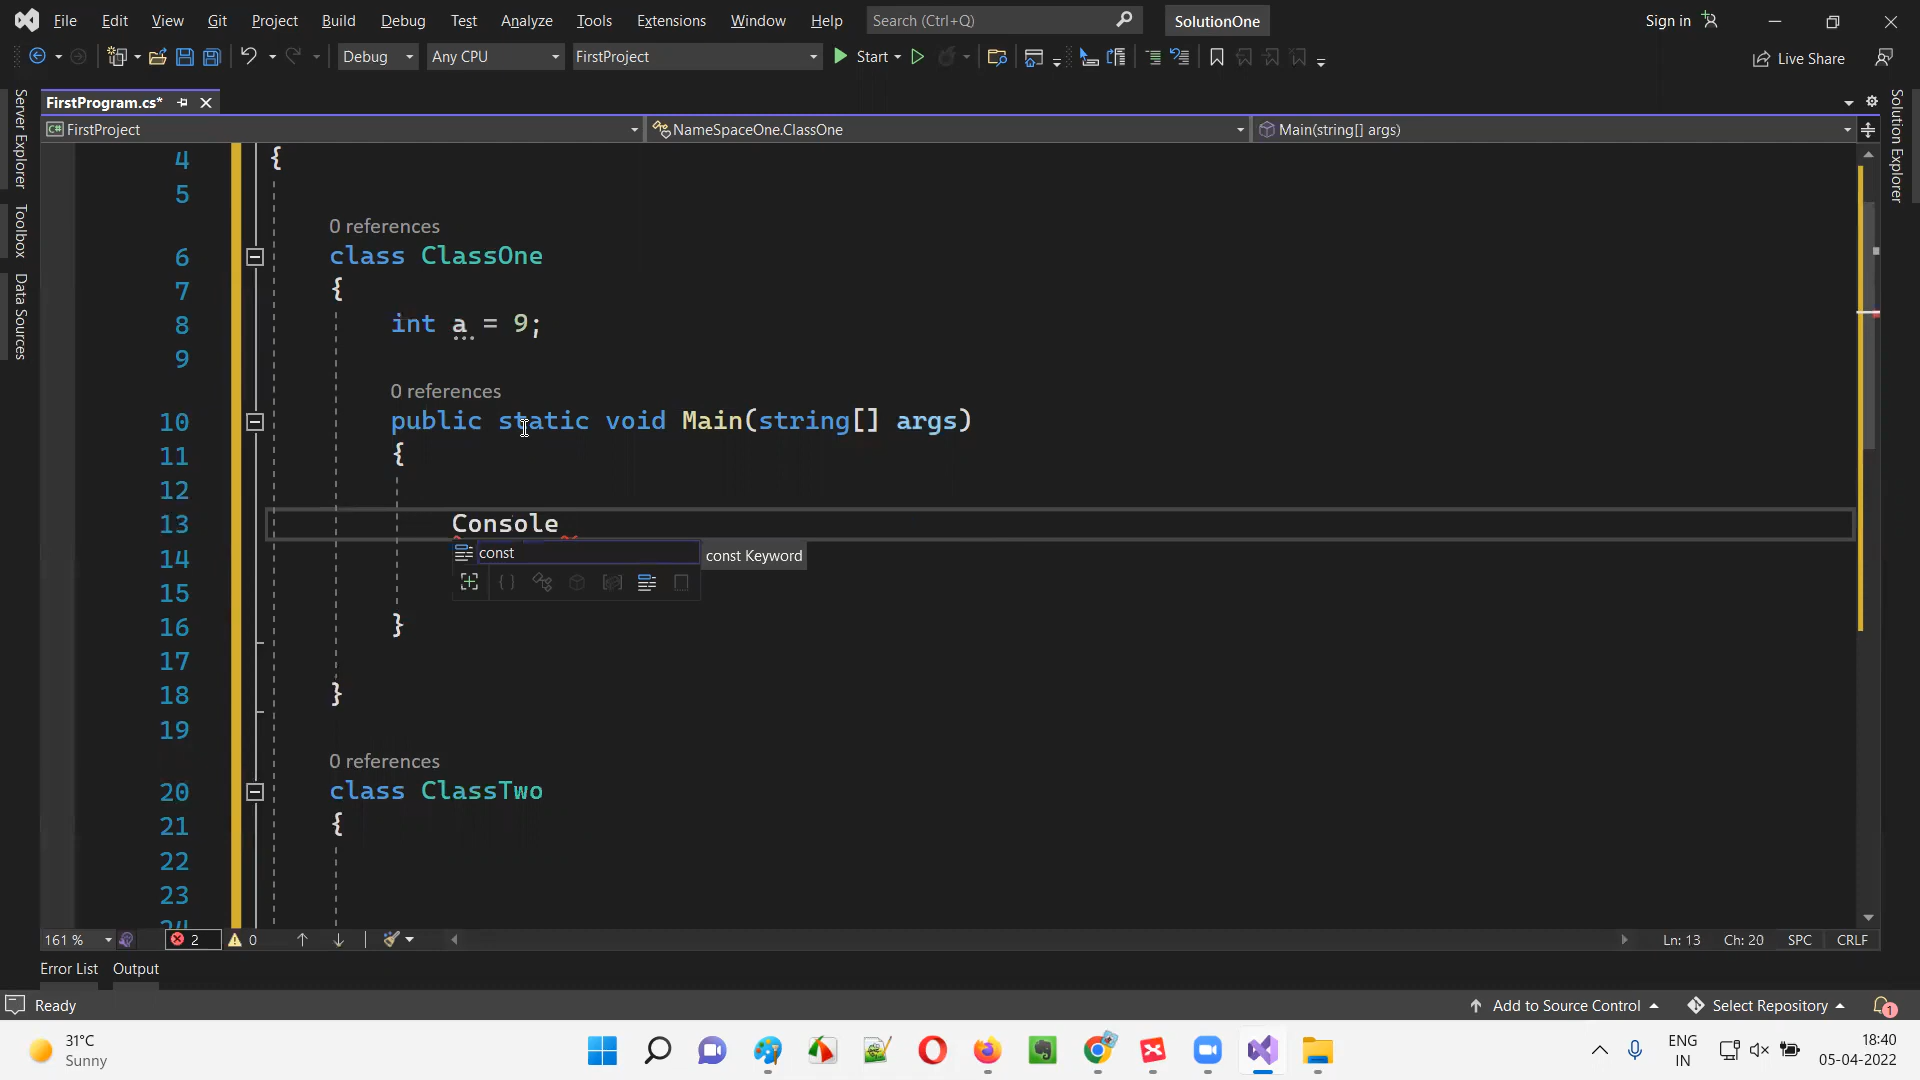 File Edit View Git Project Build Debug Test Analyze Tools Extensions Window Help Search (Ctrl+Q) SolutionOne Sign in
Debug Any CPU FirstProject Start Live Share
Server Explorer
Toolbox
Data Sources
FirstProgram.cs*
FirstProject NameSpaceOne.ClassOne Main(string[] args)
Solution Explorer
4 {
5
0 references
6 class ClassOne
7 {
8 int a = 9;
9
0 references
10 public static void Main(string[] args)
11 {
12
13 Console
const const Keyword
14
15
16 }
17
18 }
19
0 references
20 class ClassTwo
21 {
22
23
24
161 % 2 0 Ln: 13 Ch: 20 SPC CRLF
Error List Output
Ready Add to Source Control Select Repository 1
31°C
Sunny
ENG
IN
18:40
05-04-2022